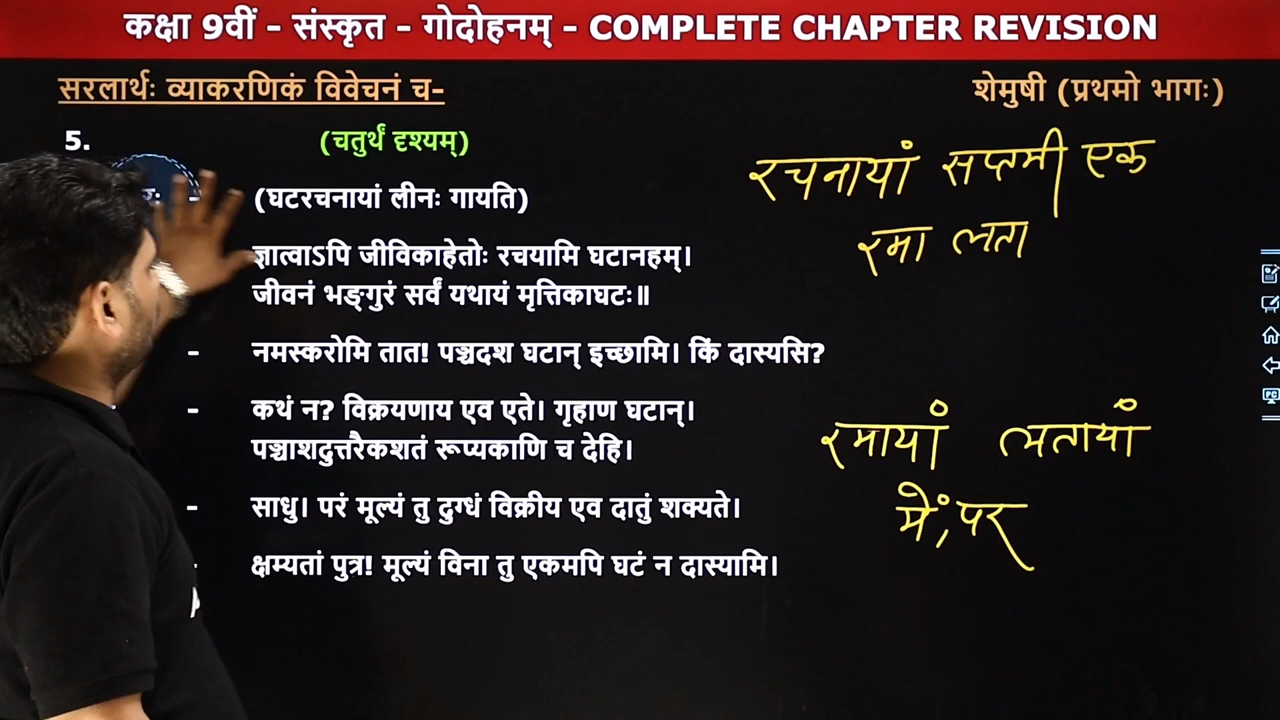 कक्षा 9वीं - संस्कृत - गोदोहनम् - COMPLETE CHAPTER REVISION
सरलार्थः व्याकरणिकं विवेचनं च-
शेमुषी (प्रथमो भागः)
5.
(चतुर्थं दृश्यम्)
- (घटरचनायां लीनः गायति)
ज्ञात्वाऽपि जीविकाहेतोः रचयामि घटानहम्।
जीवनं भङ्गुरं सर्वं यथायं मृत्तिकाघटः॥
- नमस्करोमि तात! पञ्चदश घटान् इच्छामि। किं दास्यसि?
- कथं न? विक्रयणाय एव एते। गृहाण घटान्।
पञ्चाशदुत्तरैकशतं रूप्यकाणि च देहि।
- साधु। परं मूल्यं तु दुग्धं विक्रीय एव दातुं शक्यते।
- क्षम्यतां पुत्र! मूल्यं विना तु एकमपि घटं न दास्यामि।
रचनायां सप्तमी एक
रमा लता
रमायां लतायां
में, पर
PC